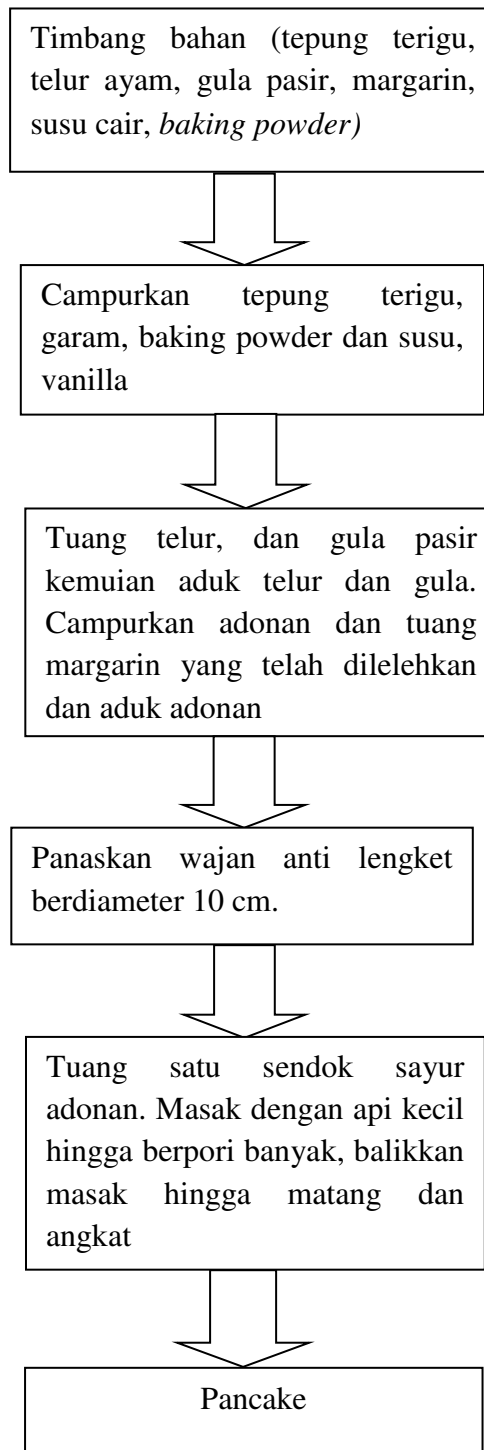 Timbang bahan (tepung terigu,
telur ayam, gula pasir, margarin,
susu cair, baking powder)
Campurkan tepung terigu,
garam, baking powder dan susu,
vanilla
Tuang telur, dan gula pasir
kemuian aduk telur dan gula.
Campurkan adonan dan tuang
margarin yang telah dilelehkan
dan aduk adonan
Panaskan wajan anti lengket
berdiameter 10 cm.
Tuang satu sendok sayur
adonan. Masak dengan api kecil
hingga berpori banyak, balikkan
masak hingga matang dan
angkat
Pancake